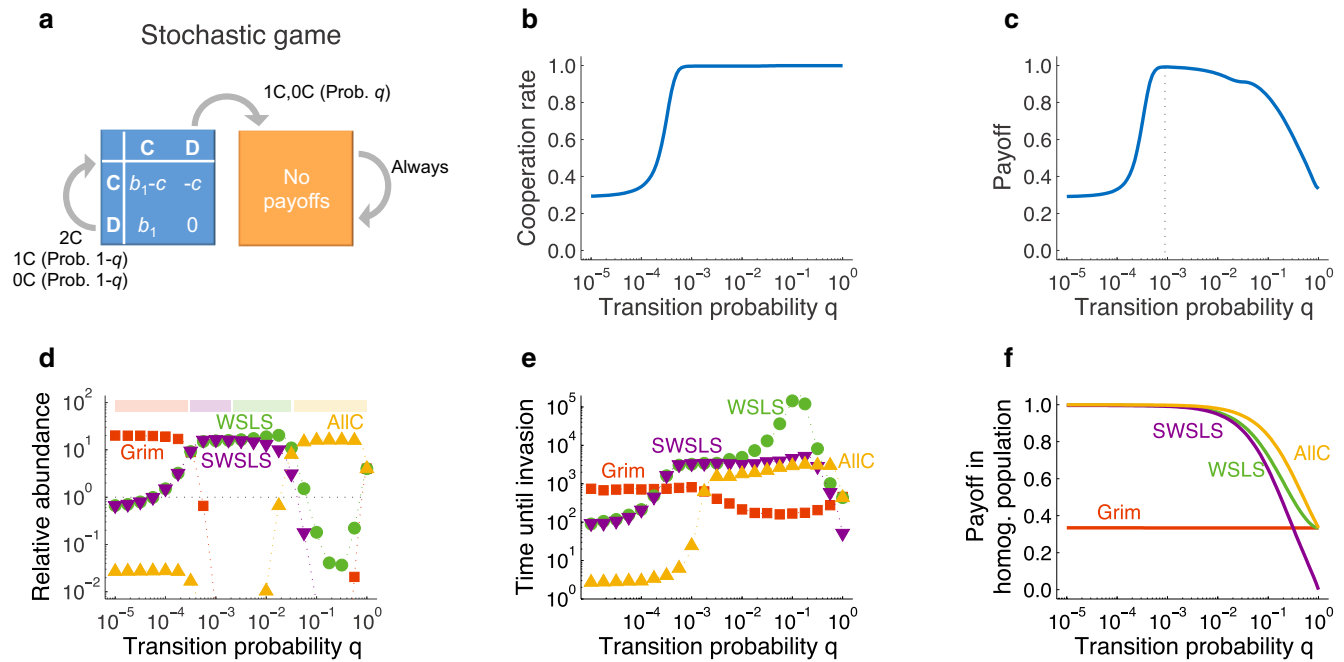 a
Stochastic game
1C,0C (Prob. q)
C D
C b₁-c -c
D b₁ 0
No
payoffs
Always
2C
1C (Prob. 1-q)
0C (Prob. 1-q)
b
Cooperation rate
1.0
0.8
0.6
0.4
0.2
0.0
10⁻⁵ 10⁻⁴ 10⁻³ 10⁻² 10⁻¹ 10⁰
Transition probability q
c
Payoff
1.0
0.8
0.6
0.4
0.2
0.0
10⁻⁵ 10⁻⁴ 10⁻³ 10⁻² 10⁻¹ 10⁰
Transition probability q
d
Relative abundance
10²
10¹
10⁰
10⁻¹
10⁻²
Grim
WSLS
SWSLS
AllC
10⁻⁵ 10⁻⁴ 10⁻³ 10⁻² 10⁻¹ 10⁰
Transition probability q
e
Time until invasion
10⁵
10⁴
10³
10²
10¹
10⁰
WSLS
SWSLS
Grim
AllC
10⁻⁵ 10⁻⁴ 10⁻³ 10⁻² 10⁻¹ 10⁰
Transition probability q
f
Payoff in
homog. population
1.0
0.8
0.6
0.4
0.2
0.0
SWSLS
AllC
WSLS
Grim
10⁻⁵ 10⁻⁴ 10⁻³ 10⁻² 10⁻¹ 10⁰
Transition probability q